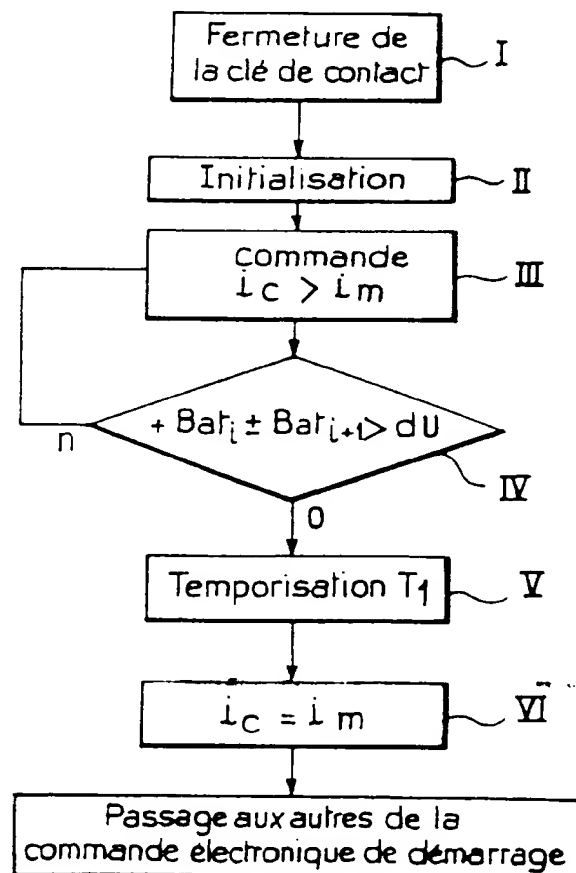 Fermeture de
la clé de contact
I
Initialisation
II
commande
ic > im
III
+ Bati ± Bati+1 > dU
n
IV
O
Temporisation T1
V
ic = im
VI
Passage aux autres de la
commande électronique de démarrage